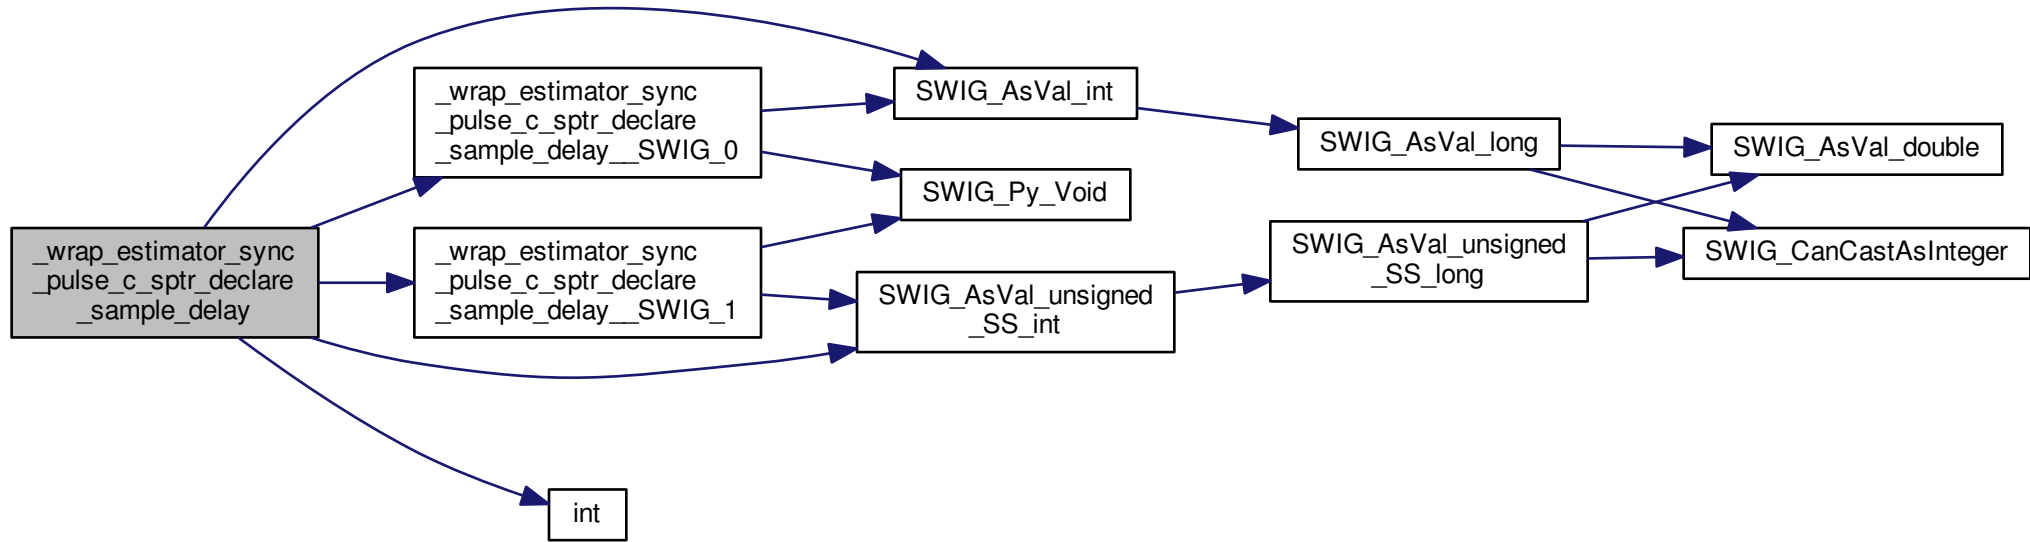 _wrap_estimator_sync
_pulse_c_sptr_declare
_sample_delay
_wrap_estimator_sync
_pulse_c_sptr_declare
_sample_delay__SWIG_0
_wrap_estimator_sync
_pulse_c_sptr_declare
_sample_delay__SWIG_1
int
SWIG_AsVal_int
SWIG_Py_Void
SWIG_AsVal_unsigned
_SS_int
SWIG_AsVal_long
SWIG_AsVal_unsigned
_SS_long
SWIG_AsVal_double
SWIG_CanCastAsInteger